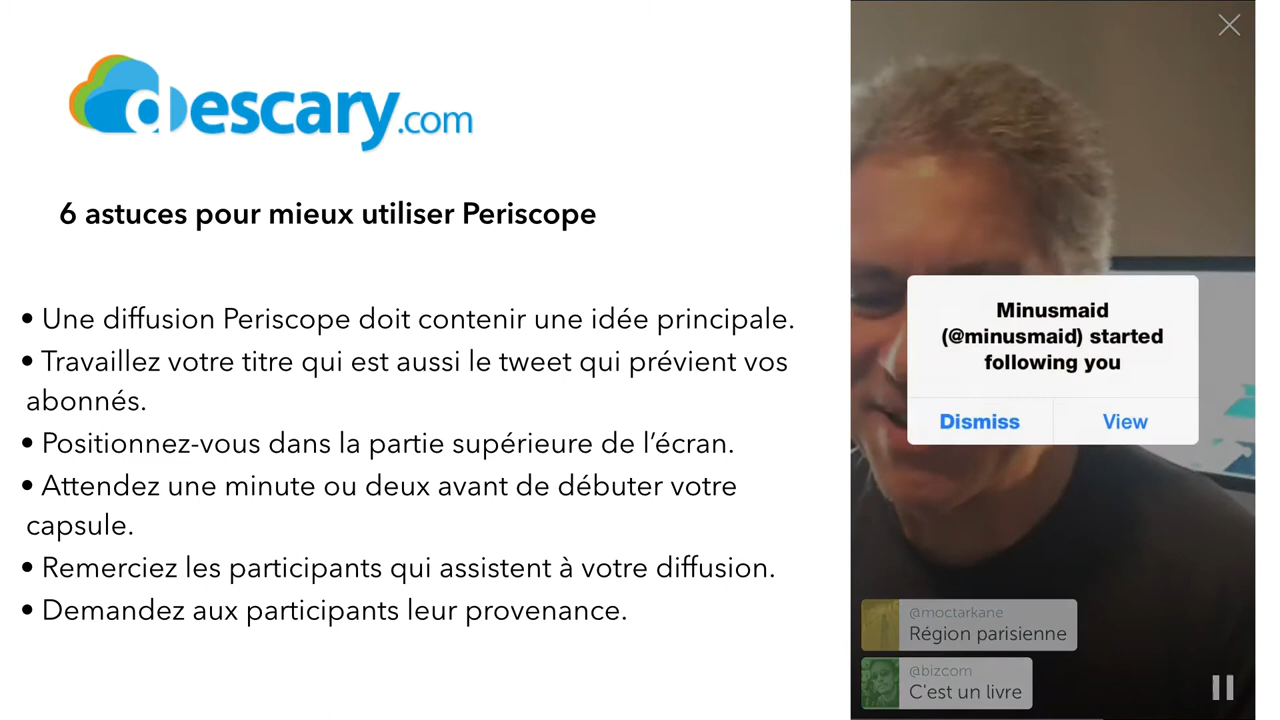 descary.com
6 astuces pour mieux utiliser Periscope
• Une diffusion Periscope doit contenir une idée principale.
• Travaillez votre titre qui est aussi le tweet qui prévient vos
abonnés.
• Positionnez-vous dans la partie supérieure de l’écran.
• Attendez une minute ou deux avant de débuter votre
capsule.
• Remerciez les participants qui assistent à votre diffusion.
• Demandez aux participants leur provenance.
Minusmaid
(@minusmaid) started
following you
Dismiss View
@moctarkane
Région parisienne
@bizcom
C'est un livre